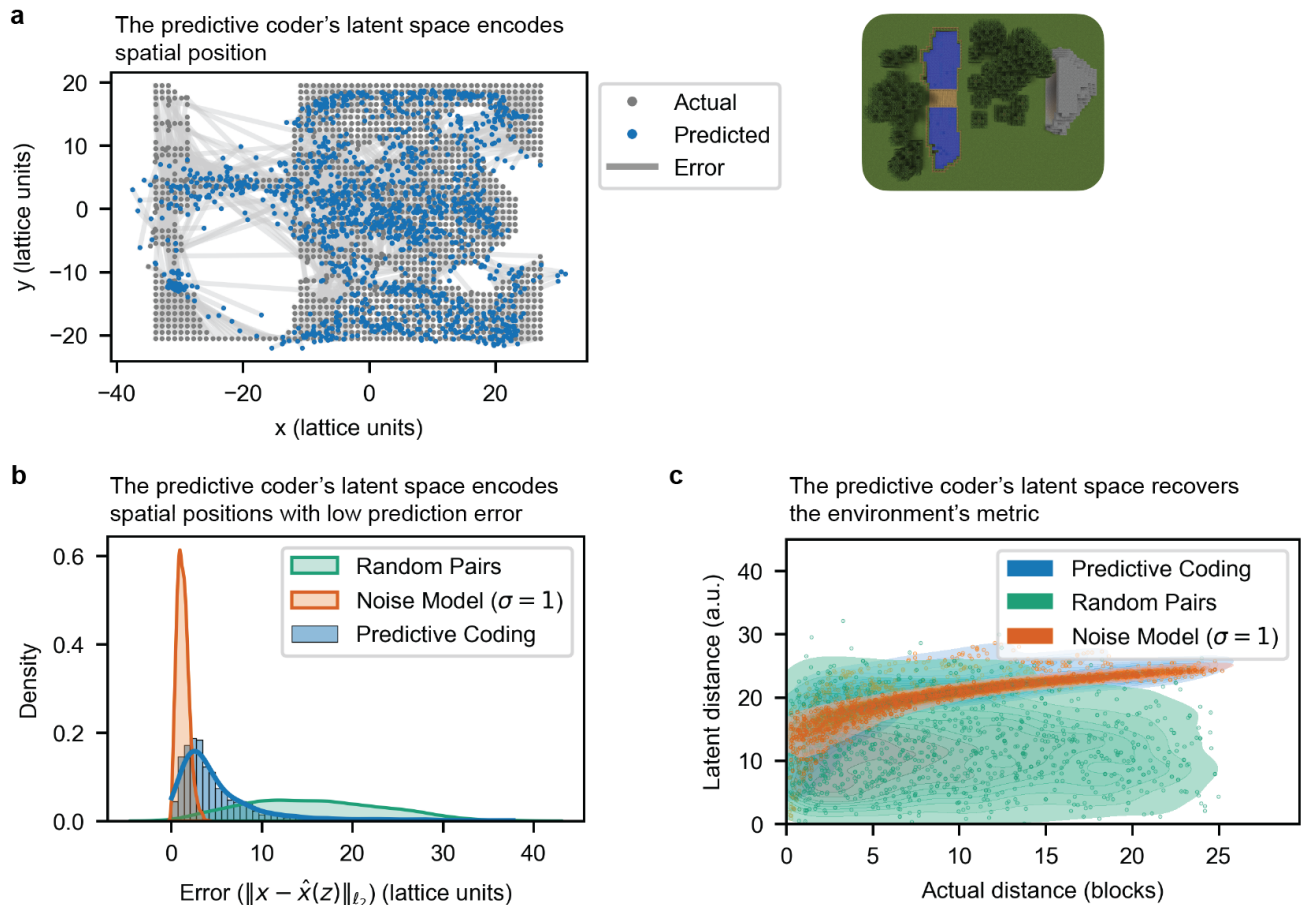 a
The predictive coder's latent space encodes
spatial position
20
10
0
−10
−20
y (lattice units)
−40
−20
0
20
x (lattice units)
Actual
Predicted
Error
b
The predictive coder's latent space encodes
spatial positions with low prediction error
0.6
0.4
0.2
0.0
Density
0
10
20
30
40
Error (‖x − x̂(z)‖ℓ₂) (lattice units)
Random Pairs
Noise Model (σ = 1)
Predictive Coding
c
The predictive coder's latent space recovers
the environment's metric
40
30
20
10
0
Latent distance (a.u.)
0
5
10
15
20
25
Actual distance (blocks)
Predictive Coding
Random Pairs
Noise Model (σ = 1)